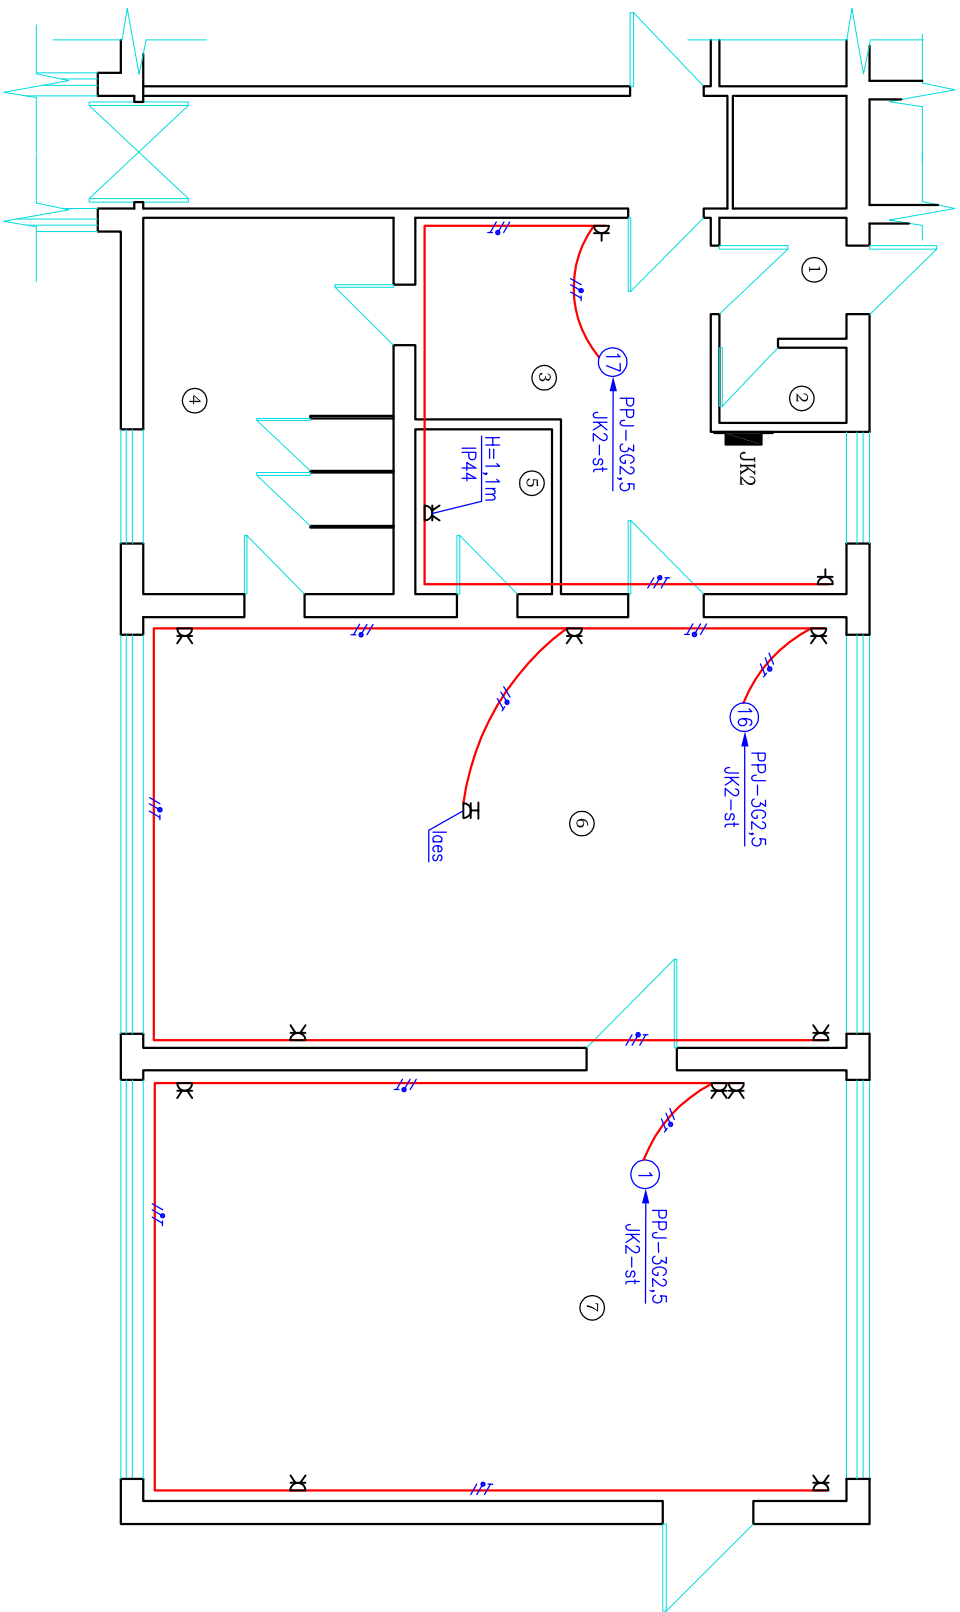 1
2
JK2
17
PPJ-3G2,5
JK2-st
3
4
5
H=1,1m
IP44
16
PPJ-3G2,5
JK2-st
6
laes
1
PPJ-3G2,5
JK2-st
7